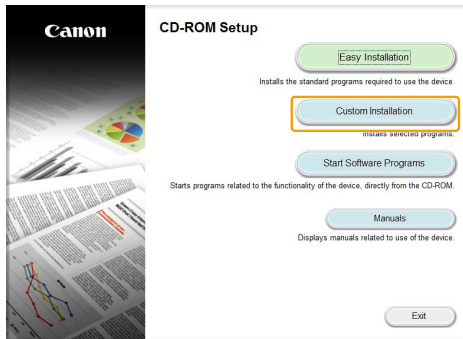 Canon
CD-ROM Setup
Easy Installation
Installs the standard programs required to use the device.
Custom Installation
Installs selected programs.
Start Software Programs
Starts programs related to the functionality of the device, directly from the CD-ROM.
Manuals
Displays manuals related to use of the device.
Exit